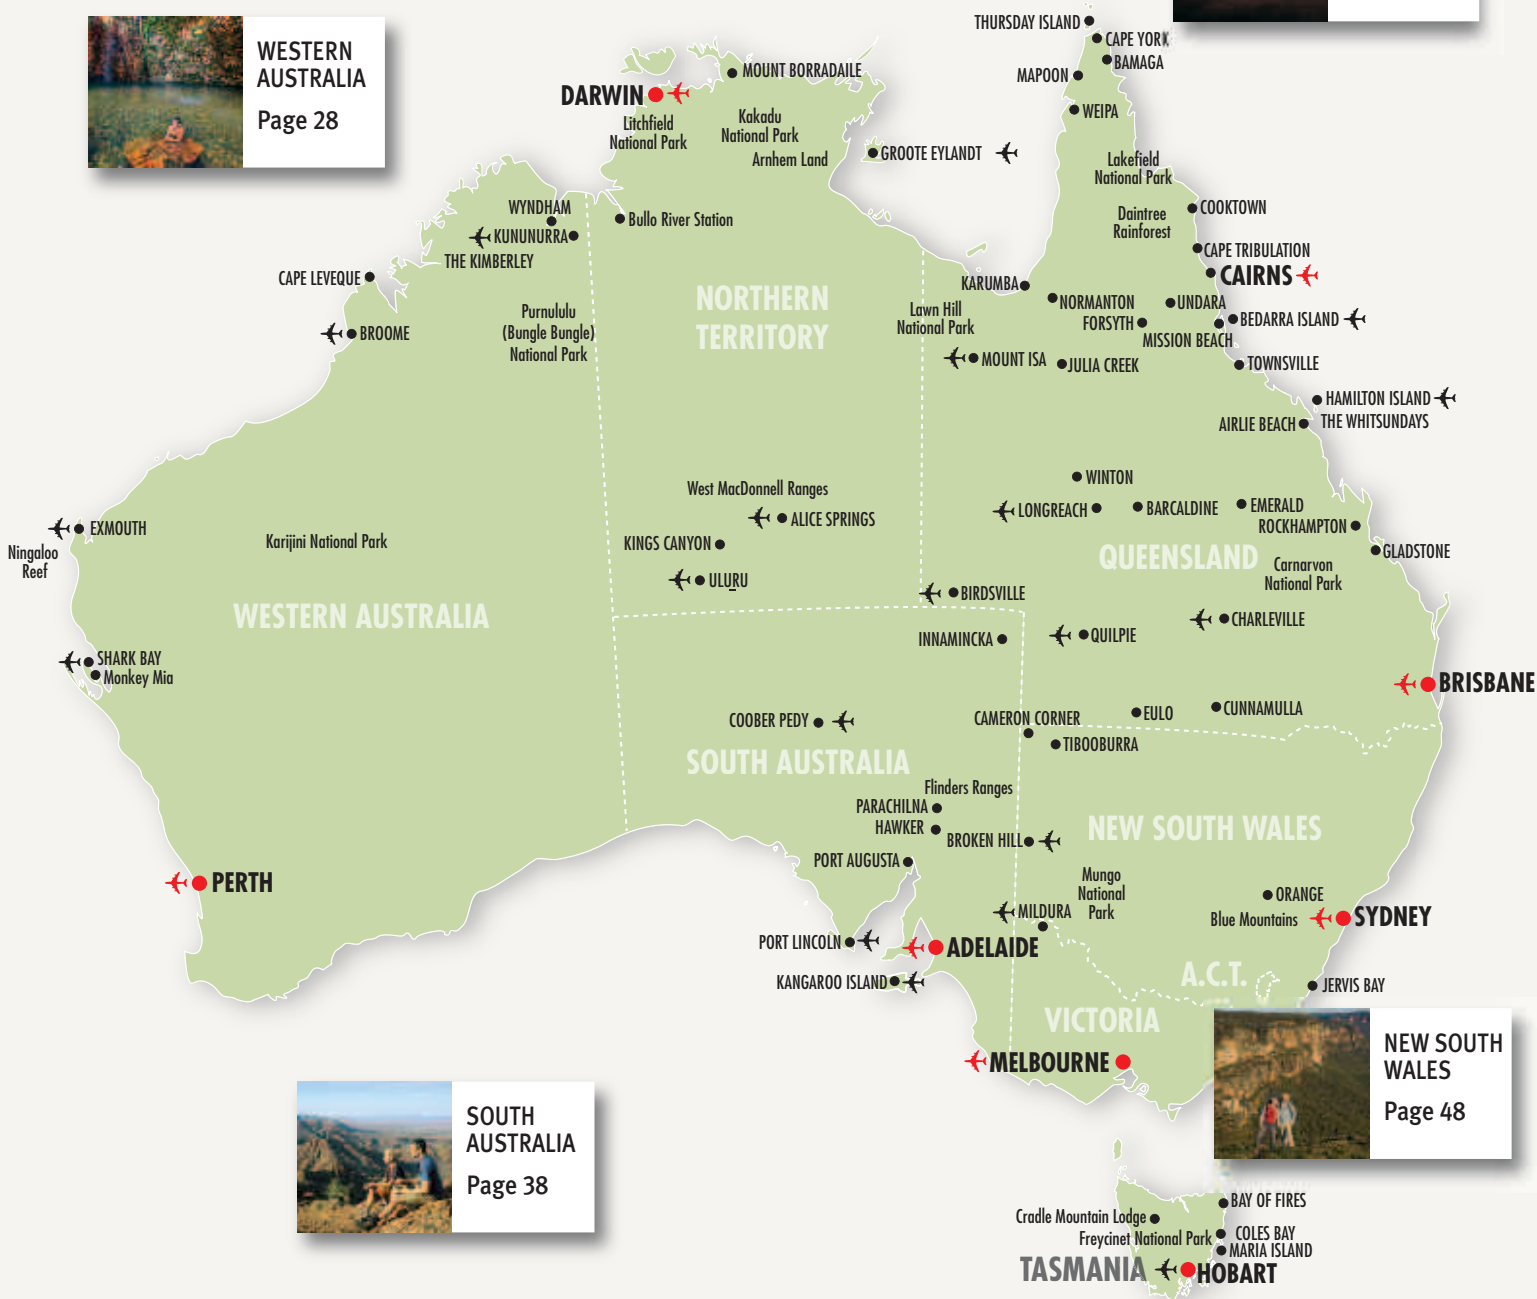 THURSDAY ISLAND
CAPE YORK
BAMAGA
MAPOON
WEIPA
WESTERN
AUSTRALIA
Page 28
MOUNT BORRADAILE
DARWIN
Litchfield
National Park
Kakadu
National Park
Arnhem Land
GROOTE EYLANDT
Lakefield
National Park
WYNDHAM
KUNUNURRA
THE KIMBERLEY
Bullo River Station
Daintree
Rainforest
COOKTOWN
CAPE TRIBULATION
CAIRNS
CAPE LEVEQUE
BROOME
Purnululu
(Bungle Bungle)
National Park
NORTHERN
TERRITORY
KARUMBA
Lawn Hill
National Park
NORMANTON
FORSYTH
UNDARA
BEDARRA ISLAND
MISSION BEACH
MOUNT ISA
JULIA CREEK
TOWNSVILLE
HAMILTON ISLAND
THE WHITSUNDAYS
AIRLIE BEACH
WINTON
West MacDonnell Ranges
ALICE SPRINGS
LONGREACH
BARCALDINE
EMERALD
ROCKHAMPTON
EXMOUTH
Ningaloo
Reef
Karijini National Park
KINGS CANYON
ULURU
QUEENSLAND
GLADSTONE
Carnarvon
National Park
BIRDSVILLE
WESTERN AUSTRALIA
INNAMINCKA
QUILPIE
CHARLEVILLE
SHARK BAY
Monkey Mia
BRISBANE
COOBER PEDY
CAMERON CORNER
EULO
CUNNAMULLA
TIBOOBURRA
SOUTH AUSTRALIA
Flinders Ranges
PARACHILNA
HAWKER
BROKEN HILL
NEW SOUTH WALES
PORT AUGUSTA
PERTH
Mungo
National
Park
MILDURA
ORANGE
Blue Mountains
SYDNEY
PORT LINCOLN
ADELAIDE
KANGAROO ISLAND
A.C.T.
JERVIS BAY
VICTORIA
MELBOURNE
NEW SOUTH
WALES
Page 48
SOUTH
AUSTRALIA
Page 38
BAY OF FIRES
Cradle Mountain Lodge
Freycinet National Park
COLES BAY
MARIA ISLAND
TASMANIA
HOBART